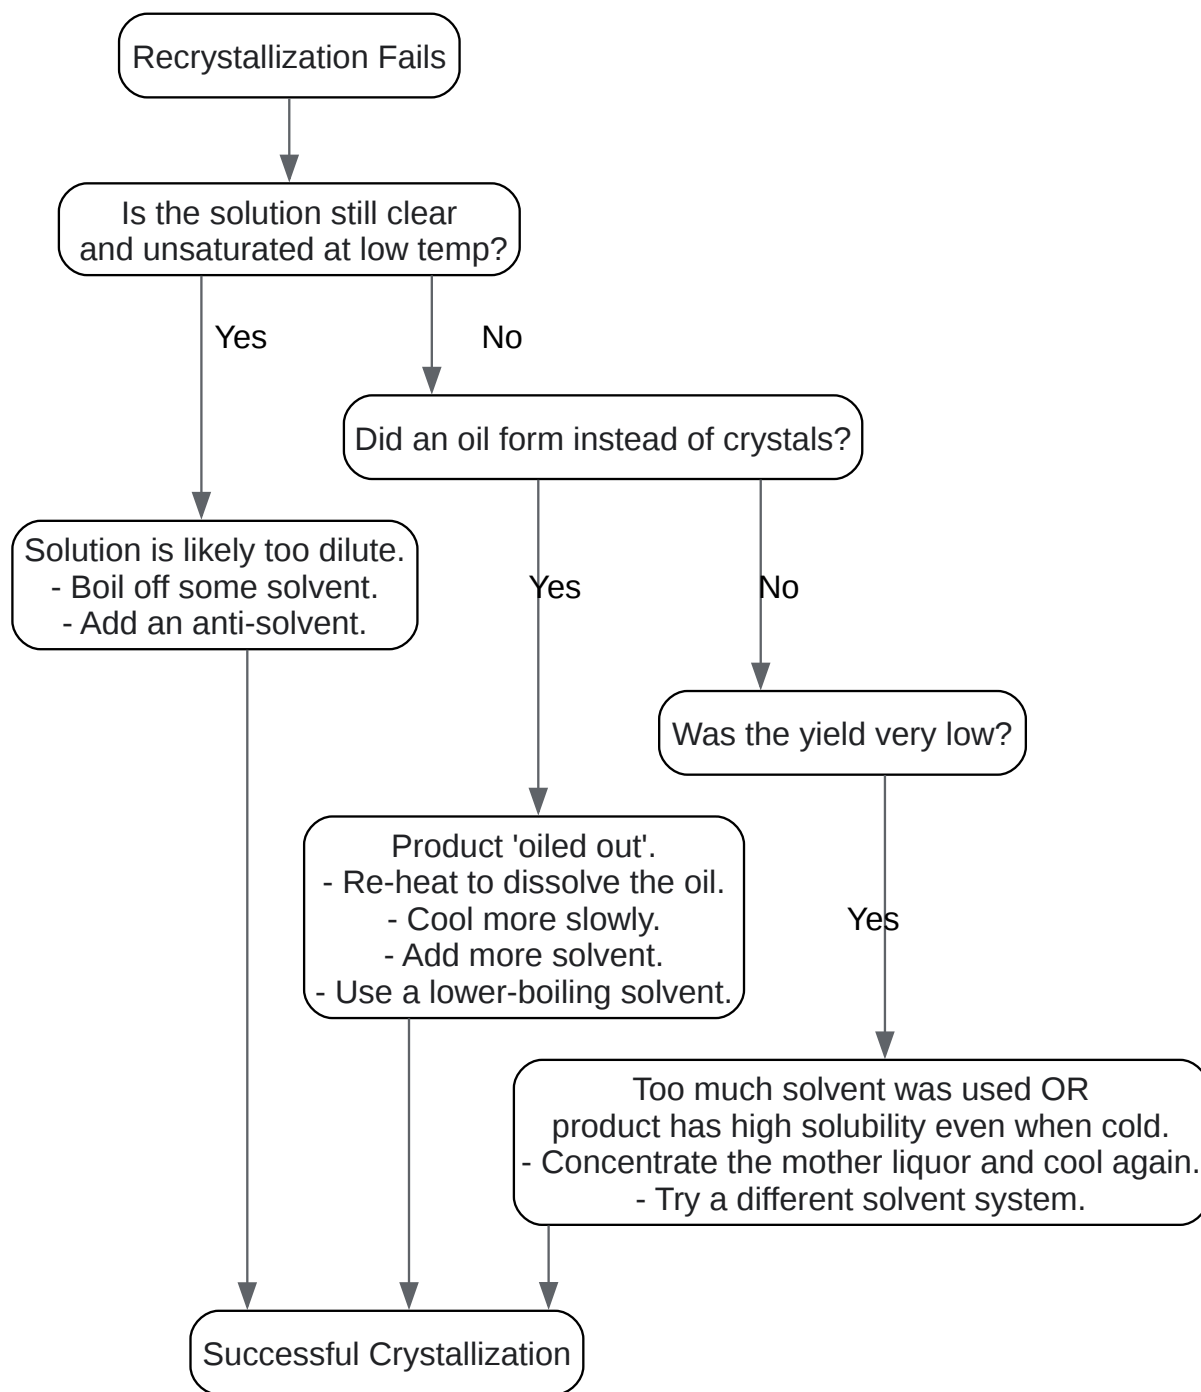 Recrystallization Fails
Is the solution still clear
and unsaturated at low temp?
Yes
No
Did an oil form instead of crystals?
Solution is likely too dilute.
- Boil off some solvent.
- Add an anti-solvent.
Yes
No
Was the yield very low?
Product 'oiled out'.
- Re-heat to dissolve the oil.
- Cool more slowly.
- Add more solvent.
- Use a lower-boiling solvent.
Yes
Too much solvent was used OR
product has high solubility even when cold.
- Concentrate the mother liquor and cool again.
- Try a different solvent system.
Successful Crystallization